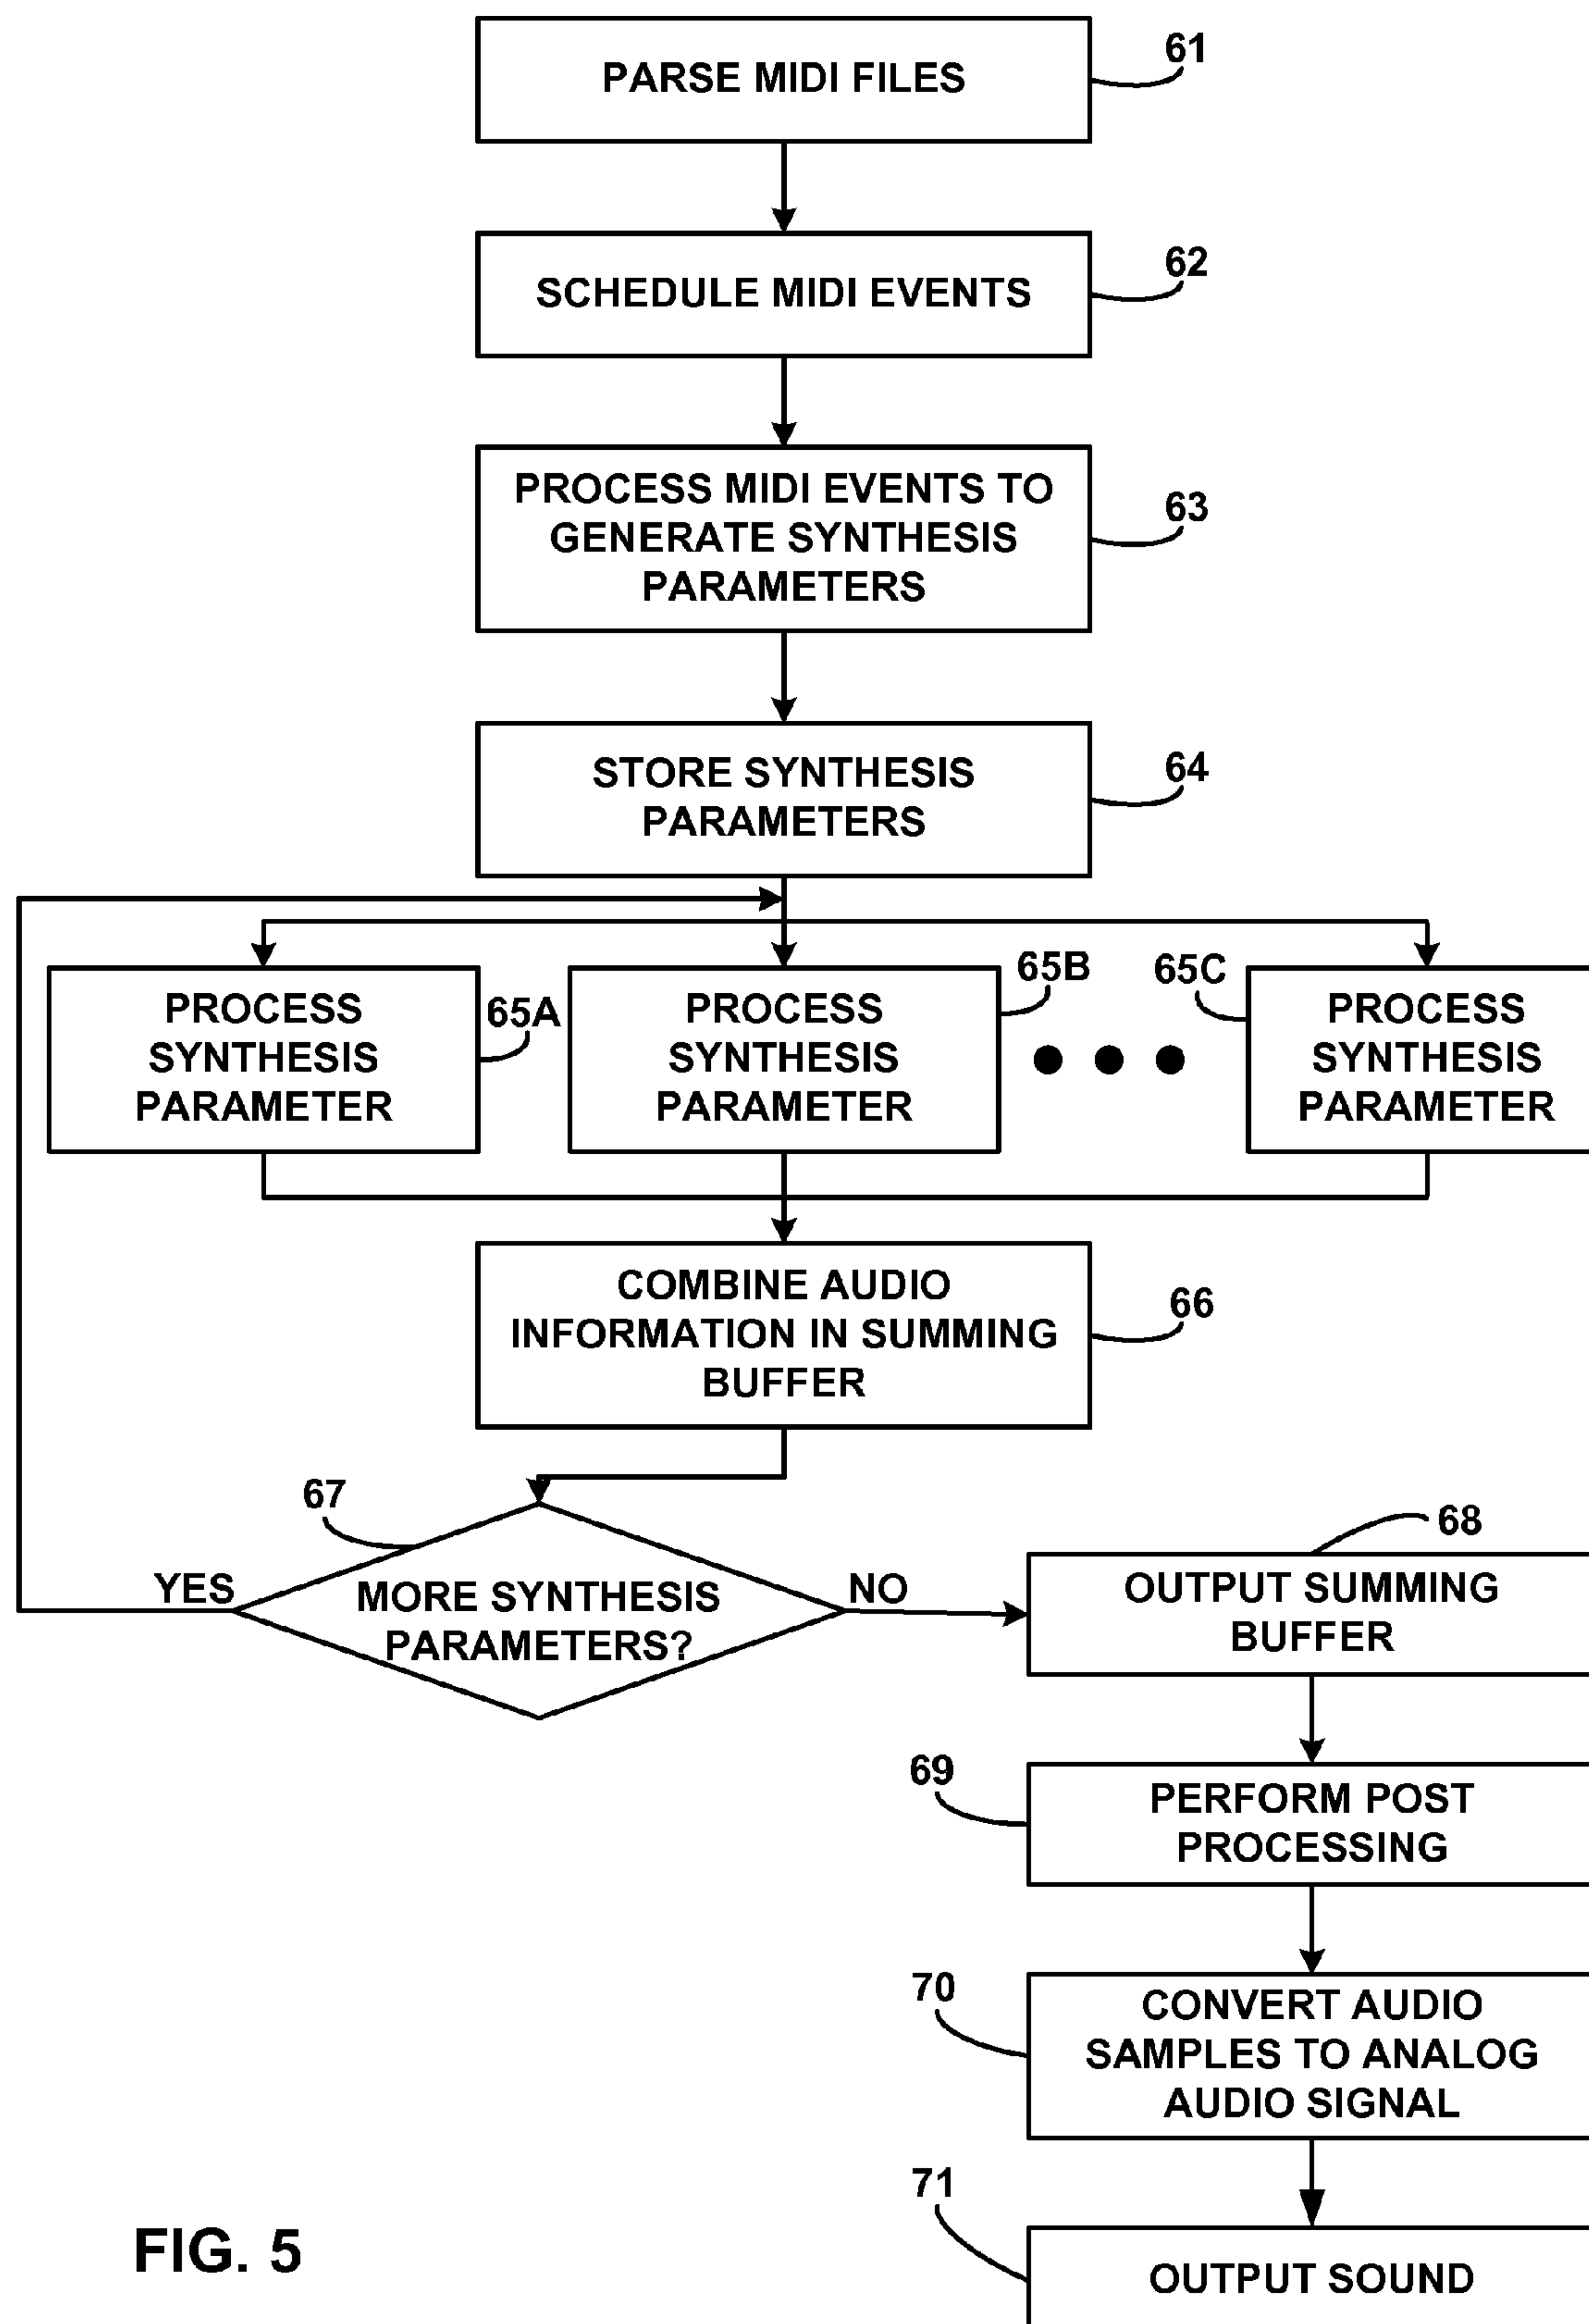 PARSE MIDI FILES
61
SCHEDULE MIDI EVENTS
62
PROCESS MIDI EVENTS TO
GENERATE SYNTHESIS
PARAMETERS
63
STORE SYNTHESIS
PARAMETERS
64
PROCESS
SYNTHESIS
PARAMETER
65A
PROCESS
SYNTHESIS
PARAMETER
65B
65C
PROCESS
SYNTHESIS
PARAMETER
COMBINE AUDIO
INFORMATION IN SUMMING
BUFFER
66
67
YES
MORE SYNTHESIS
PARAMETERS?
NO
68
OUTPUT SUMMING
BUFFER
69
PERFORM POST
PROCESSING
70
CONVERT AUDIO
SAMPLES TO ANALOG
AUDIO SIGNAL
71
OUTPUT SOUND
FIG. 5